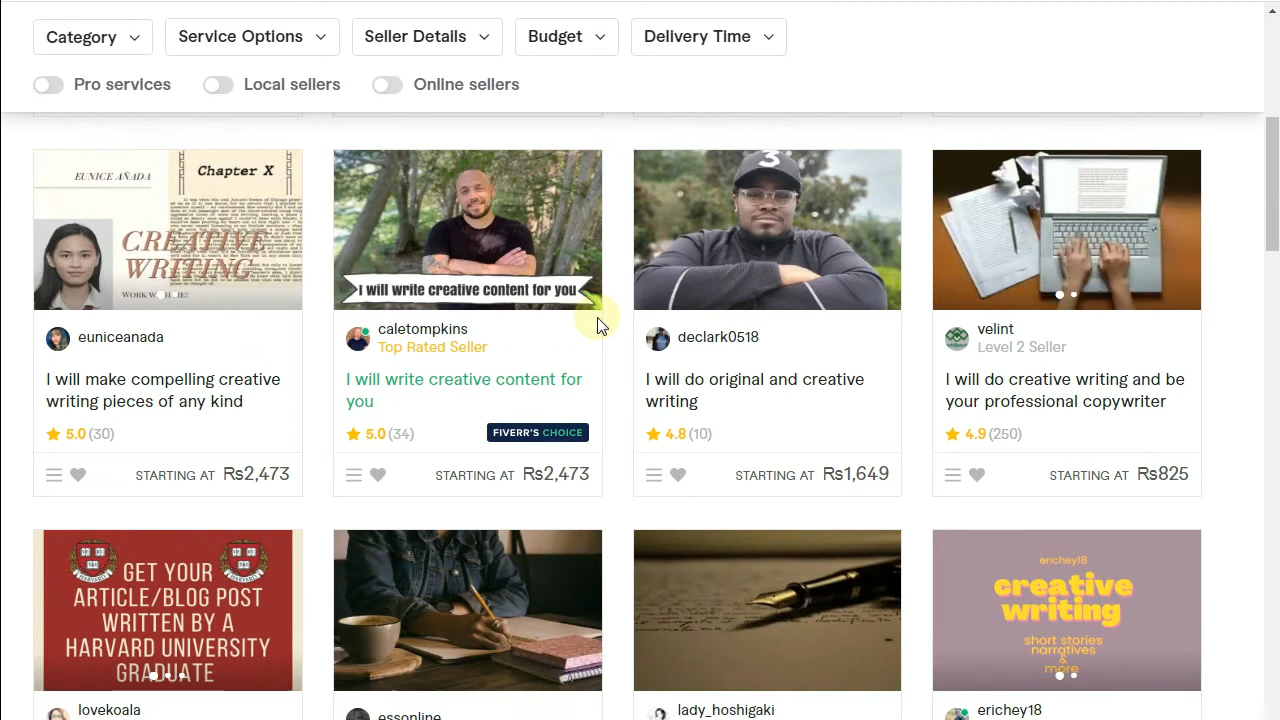 Category
Service Options
Seller Details
Budget
Delivery Time
Pro services
Local sellers
Online sellers
EUNICE AÑADA
Chapter X
CREATIVE
WRITING
I will write creative content for you
3
euniceanada
I will make compelling creative
writing pieces of any kind
5.0 (30)
STARTING AT Rs2,473
caletompkins
Top Rated Seller
I will write creative content for
you
5.0 (34)
FIVERR'S CHOICE
STARTING AT Rs2,473
declark0518
I will do original and creative
writing
4.8 (10)
STARTING AT Rs1,649
velint
Level 2 Seller
I will do creative writing and be
your professional copywriter
4.9 (250)
STARTING AT Rs825
GET YOUR
ARTICLE/BLOG POST
WRITTEN BY A
HARVARD UNIVERSITY
GRADUATE
HARVARD
HARVARD
erichey18
creative
writing
short stories
narratives
&
more
lovekoala
essonline
lady_hoshigaki
erichey18